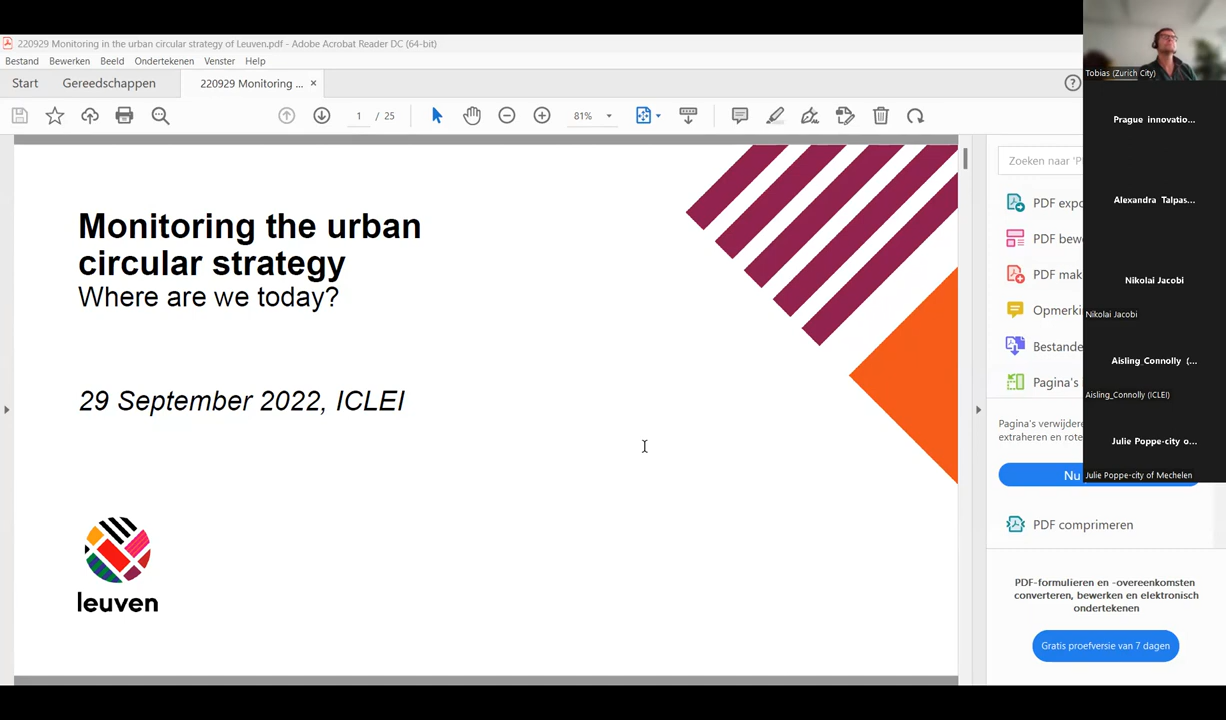 220929 Monitoring in the urban circular strategy of Leuven.pdf - Adobe Acrobat Reader DC (64-bit)
Bestand Bewerken Beeld Ondertekenen Venster Help
Start Gereedschappen 220929 Monitoring ... ×
1 / 25 81%
Monitoring the urban
circular strategy
Where are we today?
29 September 2022, ICLEI
leuven
Zoeken naar 'P
PDF expo
PDF bew
PDF mak
Opmerki
Bestande
Pagina's
Pagina's verwijdere
extraheren en rote
Nu
PDF comprimeren
PDF-formulieren en -overeenkomsten
converteren, bewerken en elektronisch
ondertekenen
Gratis proefversie van 7 dagen
Tobias (Zurich City)
Prague innovatio...
Alexandra Talpas...
Nikolai Jacobi
Nikolai Jacobi
Aisling_Connolly (...
Aisling_Connolly (ICLEI)
Julie Poppe-city o...
Julie Poppe-city of Mechelen